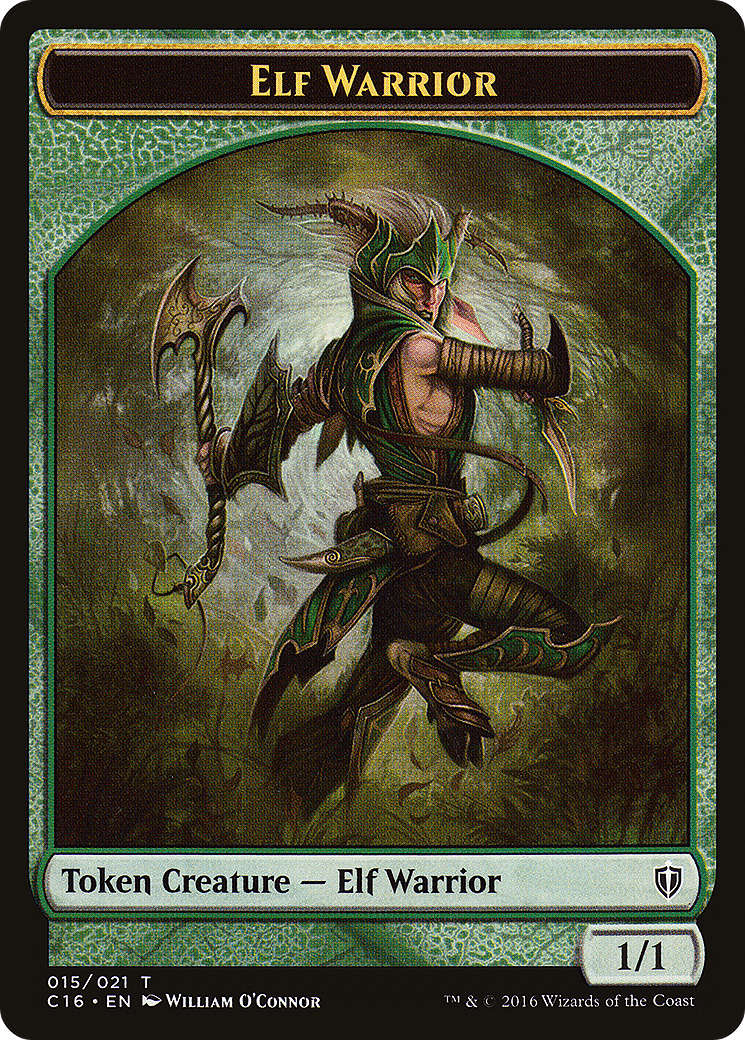 Elf Warrior
Token Creature — Elf Warrior
1/1
015/021 T
C16 • EN William O'Connor
™ & © 2016 Wizards of the Coast